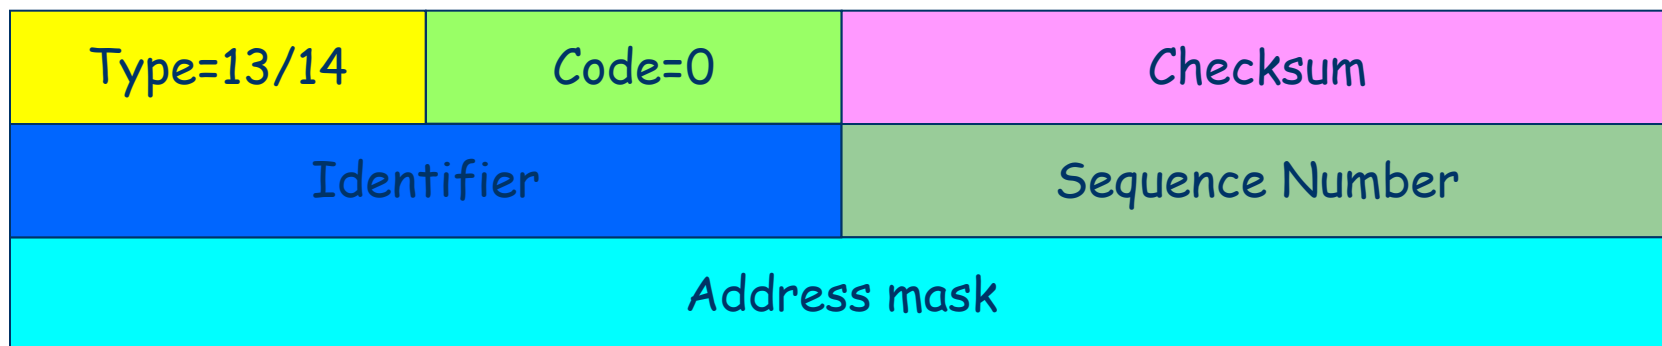 Type=13/14 Code=0 Checksum
Identifier Sequence Number
Address mask